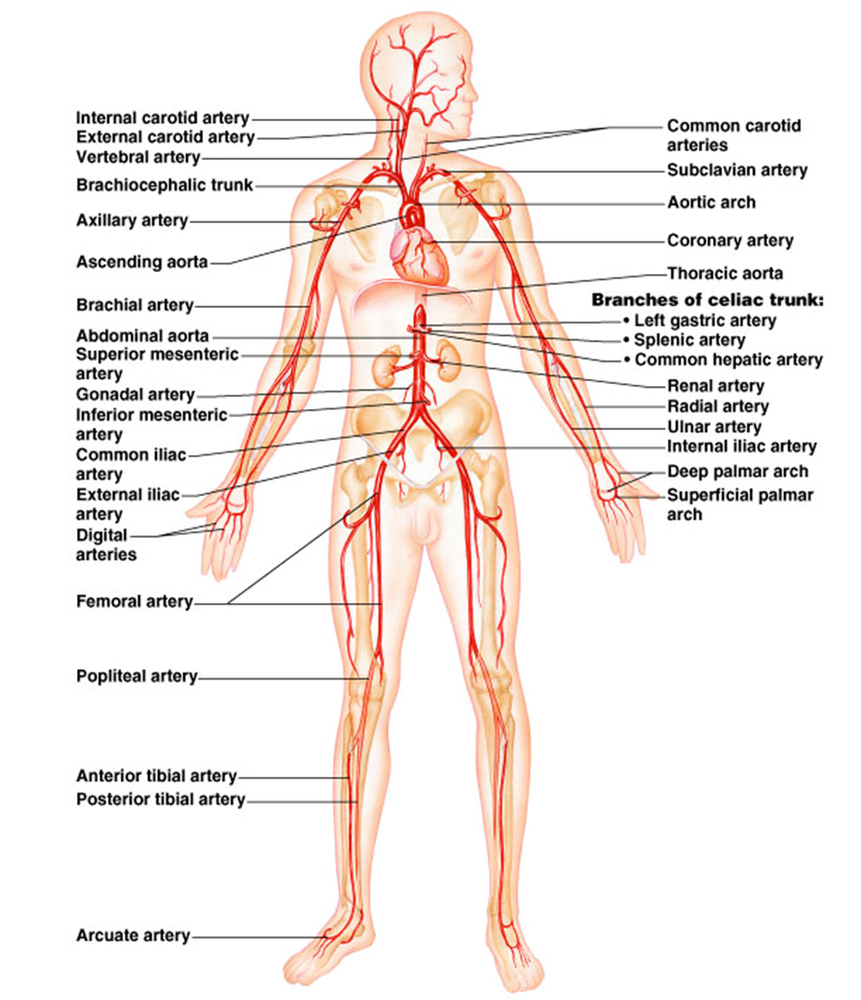 Internal carotid artery
External carotid artery
Vertebral artery
Brachiocephalic trunk
Axillary artery
Ascending aorta
Brachial artery
Abdominal aorta
Superior mesenteric
artery
Gonadal artery
Inferior mesenteric
artery
Common iliac
artery
External iliac
artery
Digital
arteries
Femoral artery
Popliteal artery
Anterior tibial artery
Posterior tibial artery
Arcuate artery
Common carotid
arteries
Subclavian artery
Aortic arch
Coronary artery
Thoracic aorta
Branches of celiac trunk:
• Left gastric artery
• Splenic artery
• Common hepatic artery
Renal artery
Radial artery
Ulnar artery
Internal iliac artery
Deep palmar arch
Superficial palmar
arch